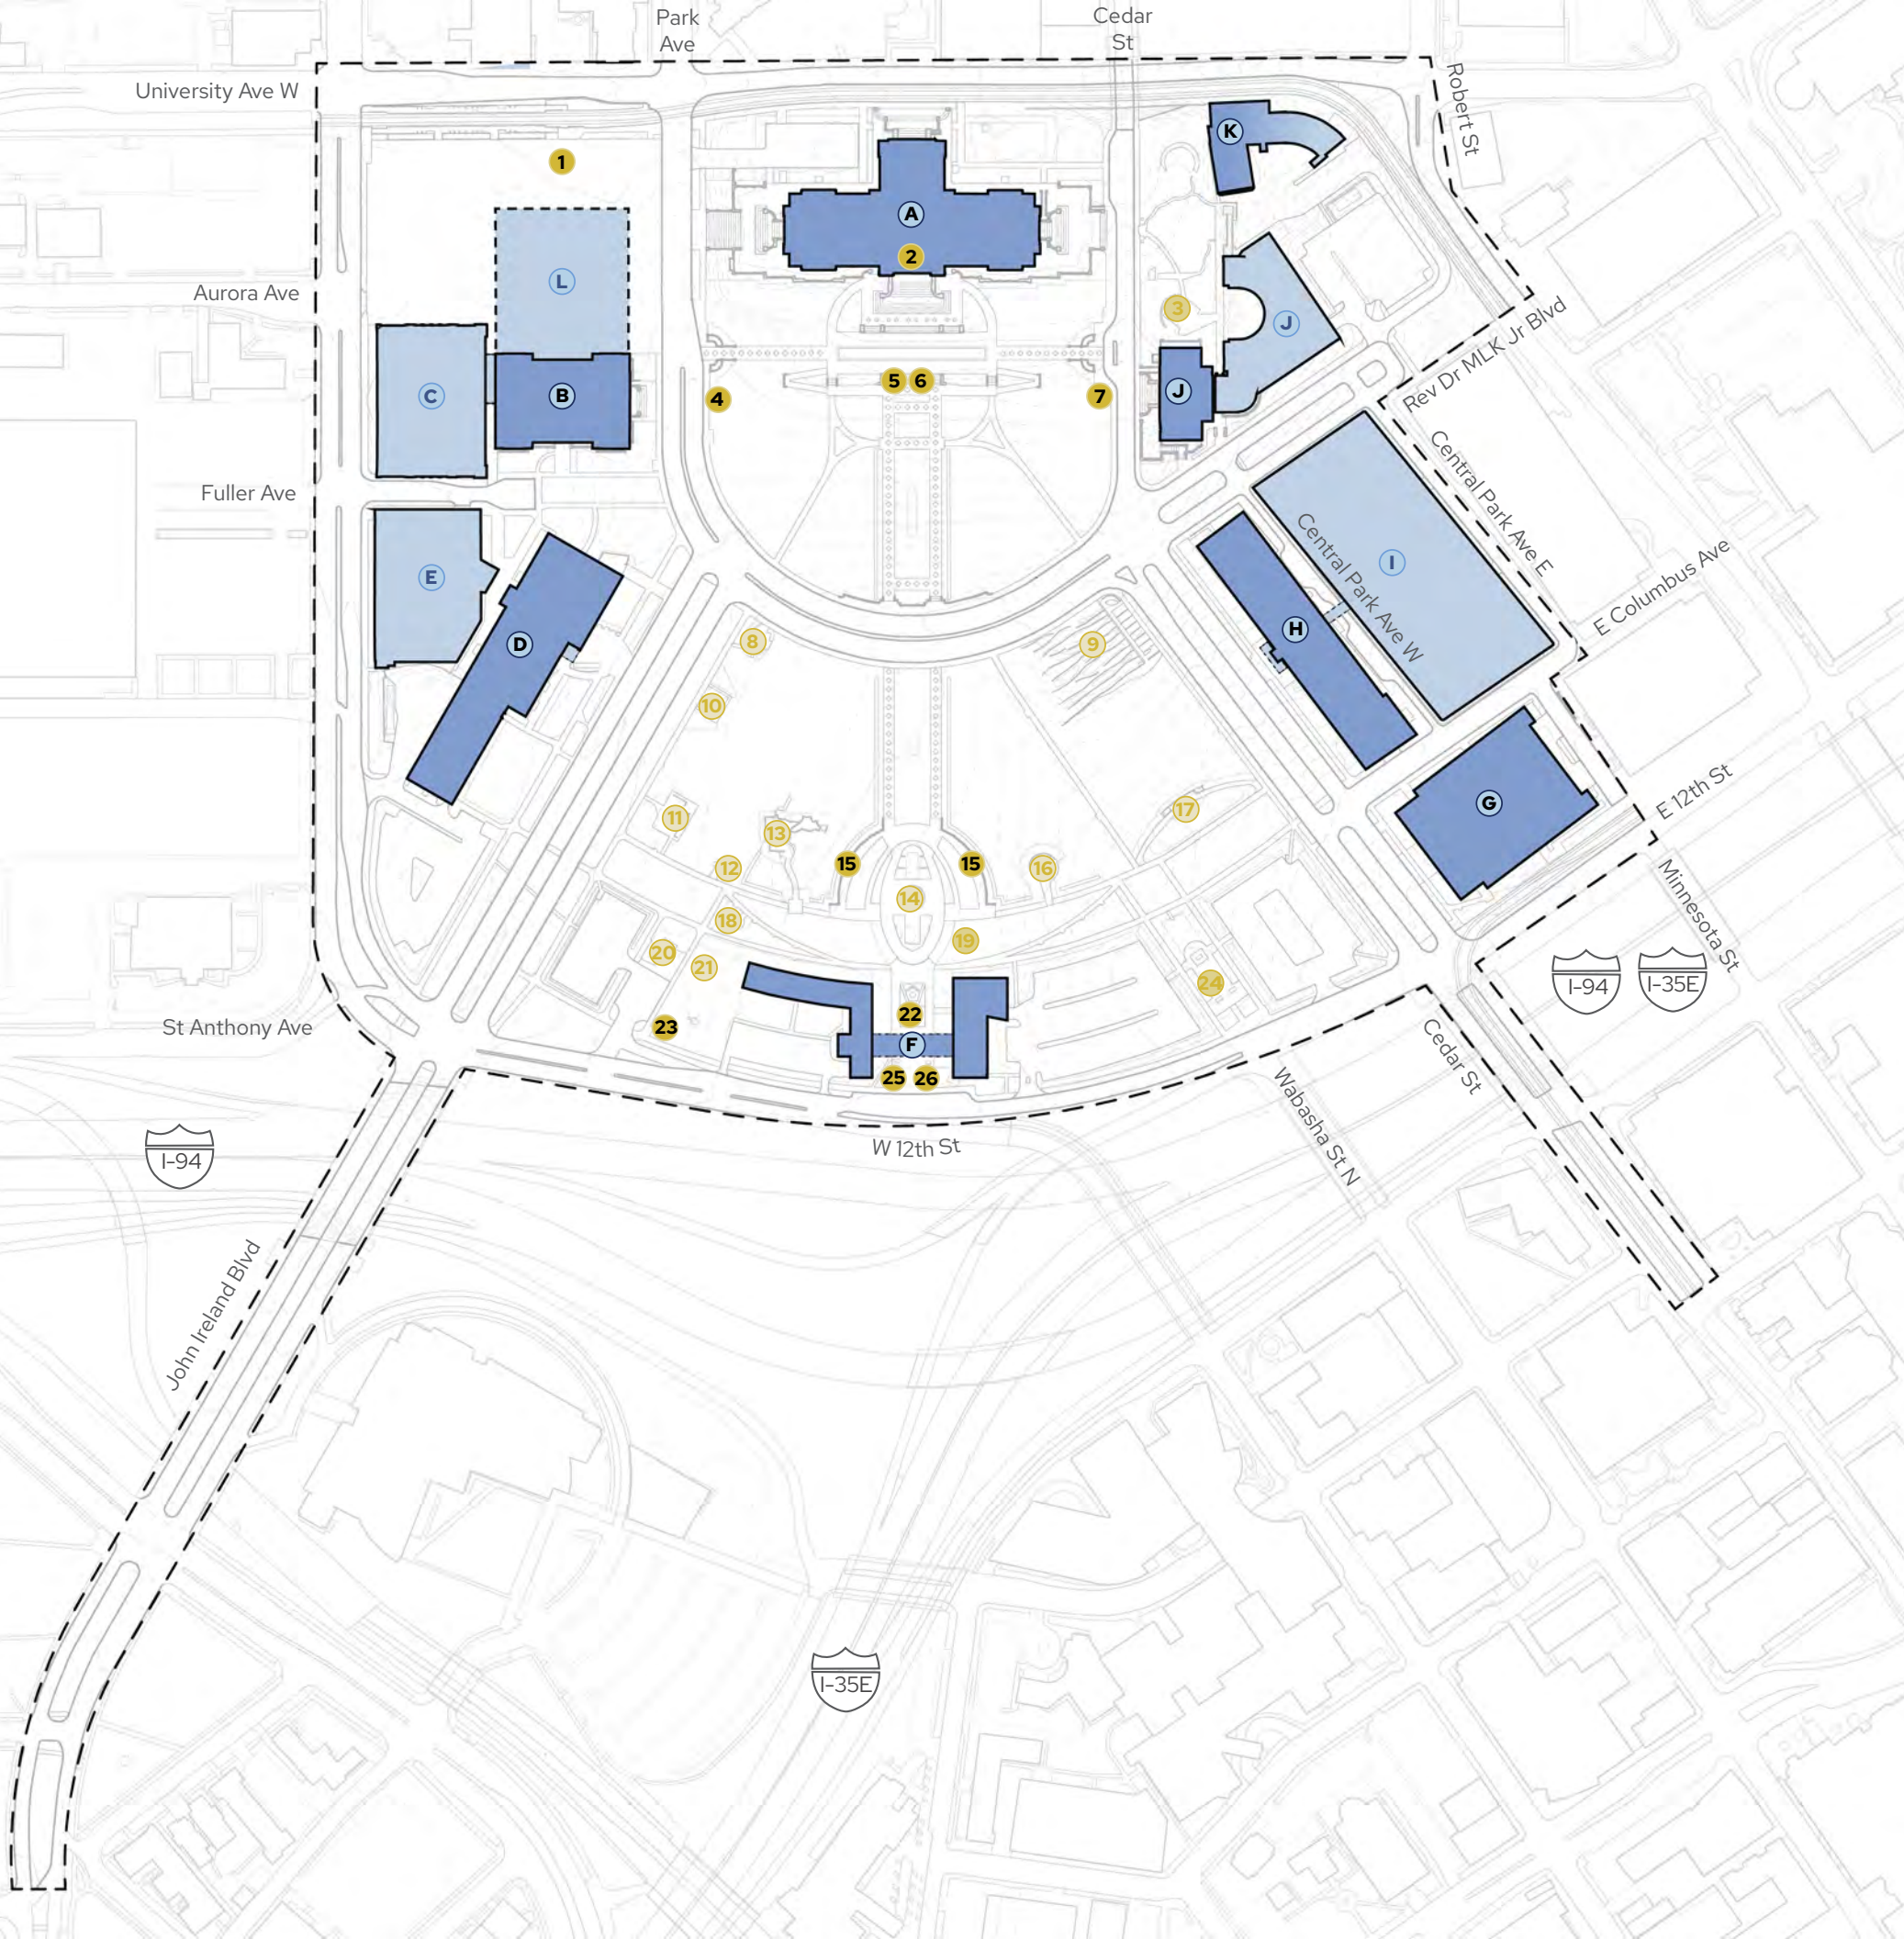 Park
Ave
Cedar
St
University Ave W
Robert St
K
1
A
2
L
Aurora Ave
3
J
Rev Dr MLK Jr Blvd
C
B
4
5
6
7
J
Fuller Ave
Central Park Ave E
Central Park Ave W
I
E Columbus Ave
E
D
8
9
H
10
11
13
17
G
E 12th St
12
15
15
16
14
Minnesota St
18
19
20
21
24
I-94
I-35E
22
23
St Anthony Ave
F
25
26
Cedar St
Wabasha St N
W 12th St
I-94
John Ireland Blvd
I-35E